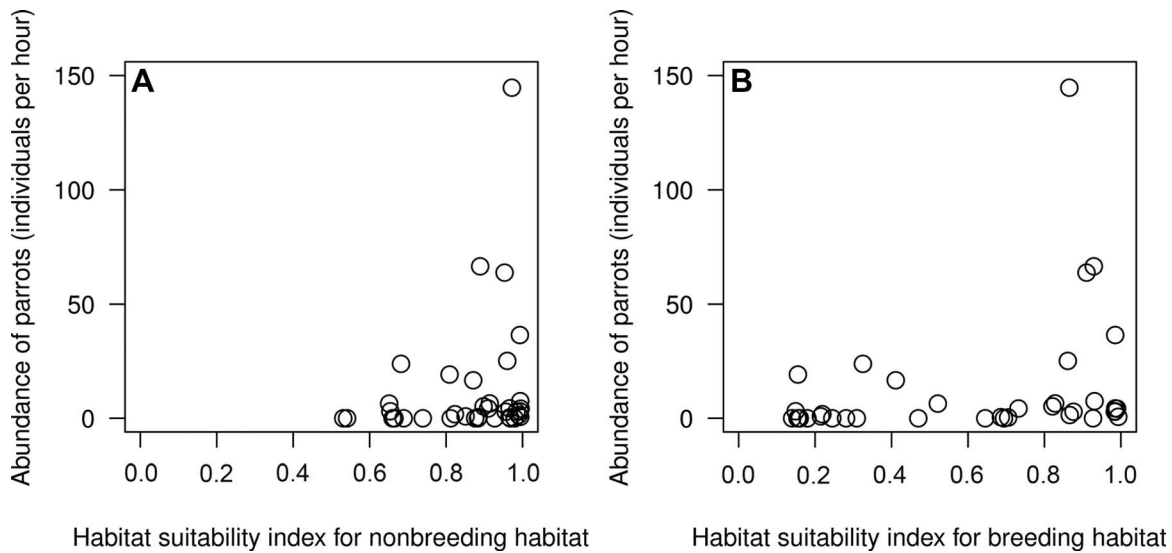 Abundance of parrots (individuals per hour)
A
150
100
50
0
0.0 0.2 0.4 0.6 0.8 1.0
Habitat suitability index for nonbreeding habitat
Abundance of parrots (individuals per hour)
B
150
100
50
0
0.0 0.2 0.4 0.6 0.8 1.0
Habitat suitability index for breeding habitat